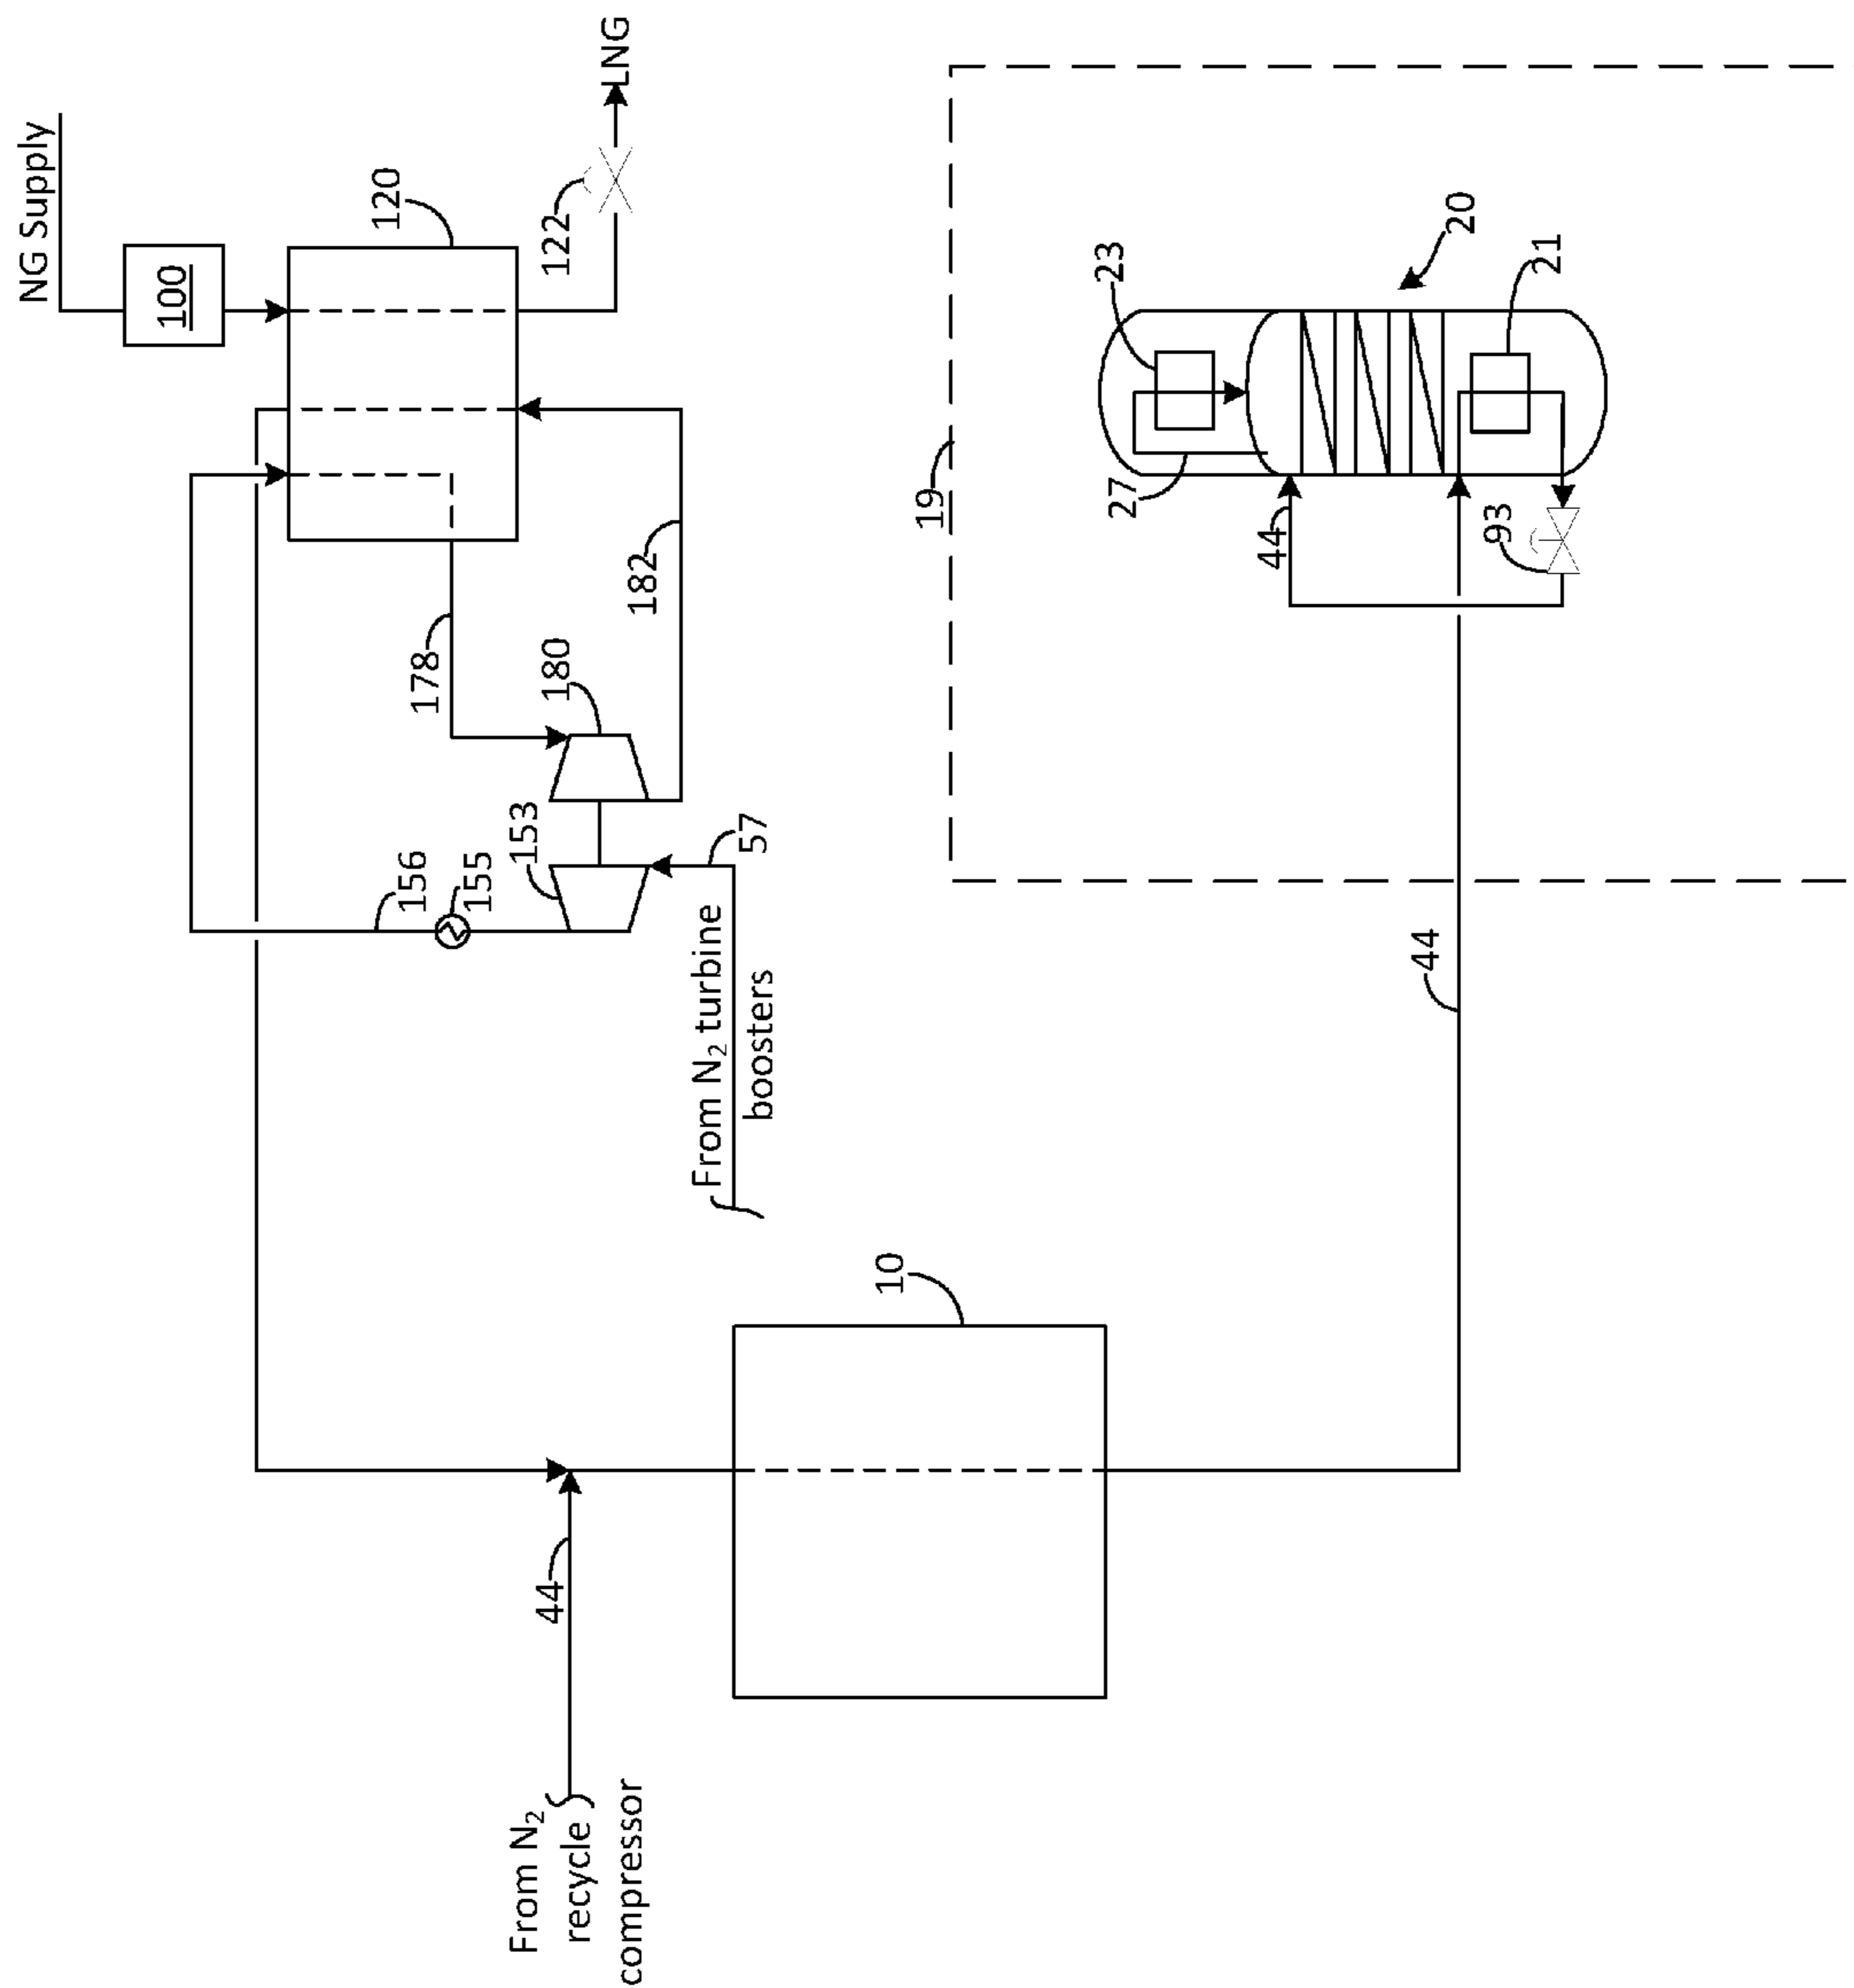 NG Supply
100
120
122
LNG
178
182
180
153
156
155
57
From N₂ turbine
boosters
19
23
20
21
27
44
93
44
10
44
From N₂
recycle
compressor